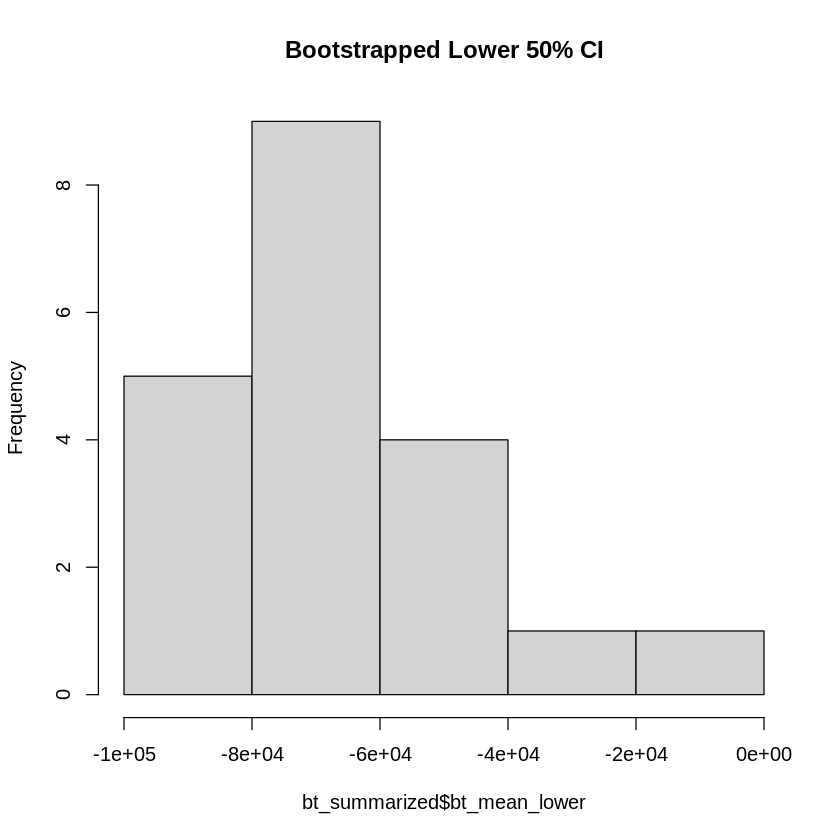 Bootstrapped Lower 50% CI
Frequency
8
6
4
2
0
-1e+05 -8e+04 -6e+04 -4e+04 -2e+04 0e+00
bt_summarized$bt_mean_lower